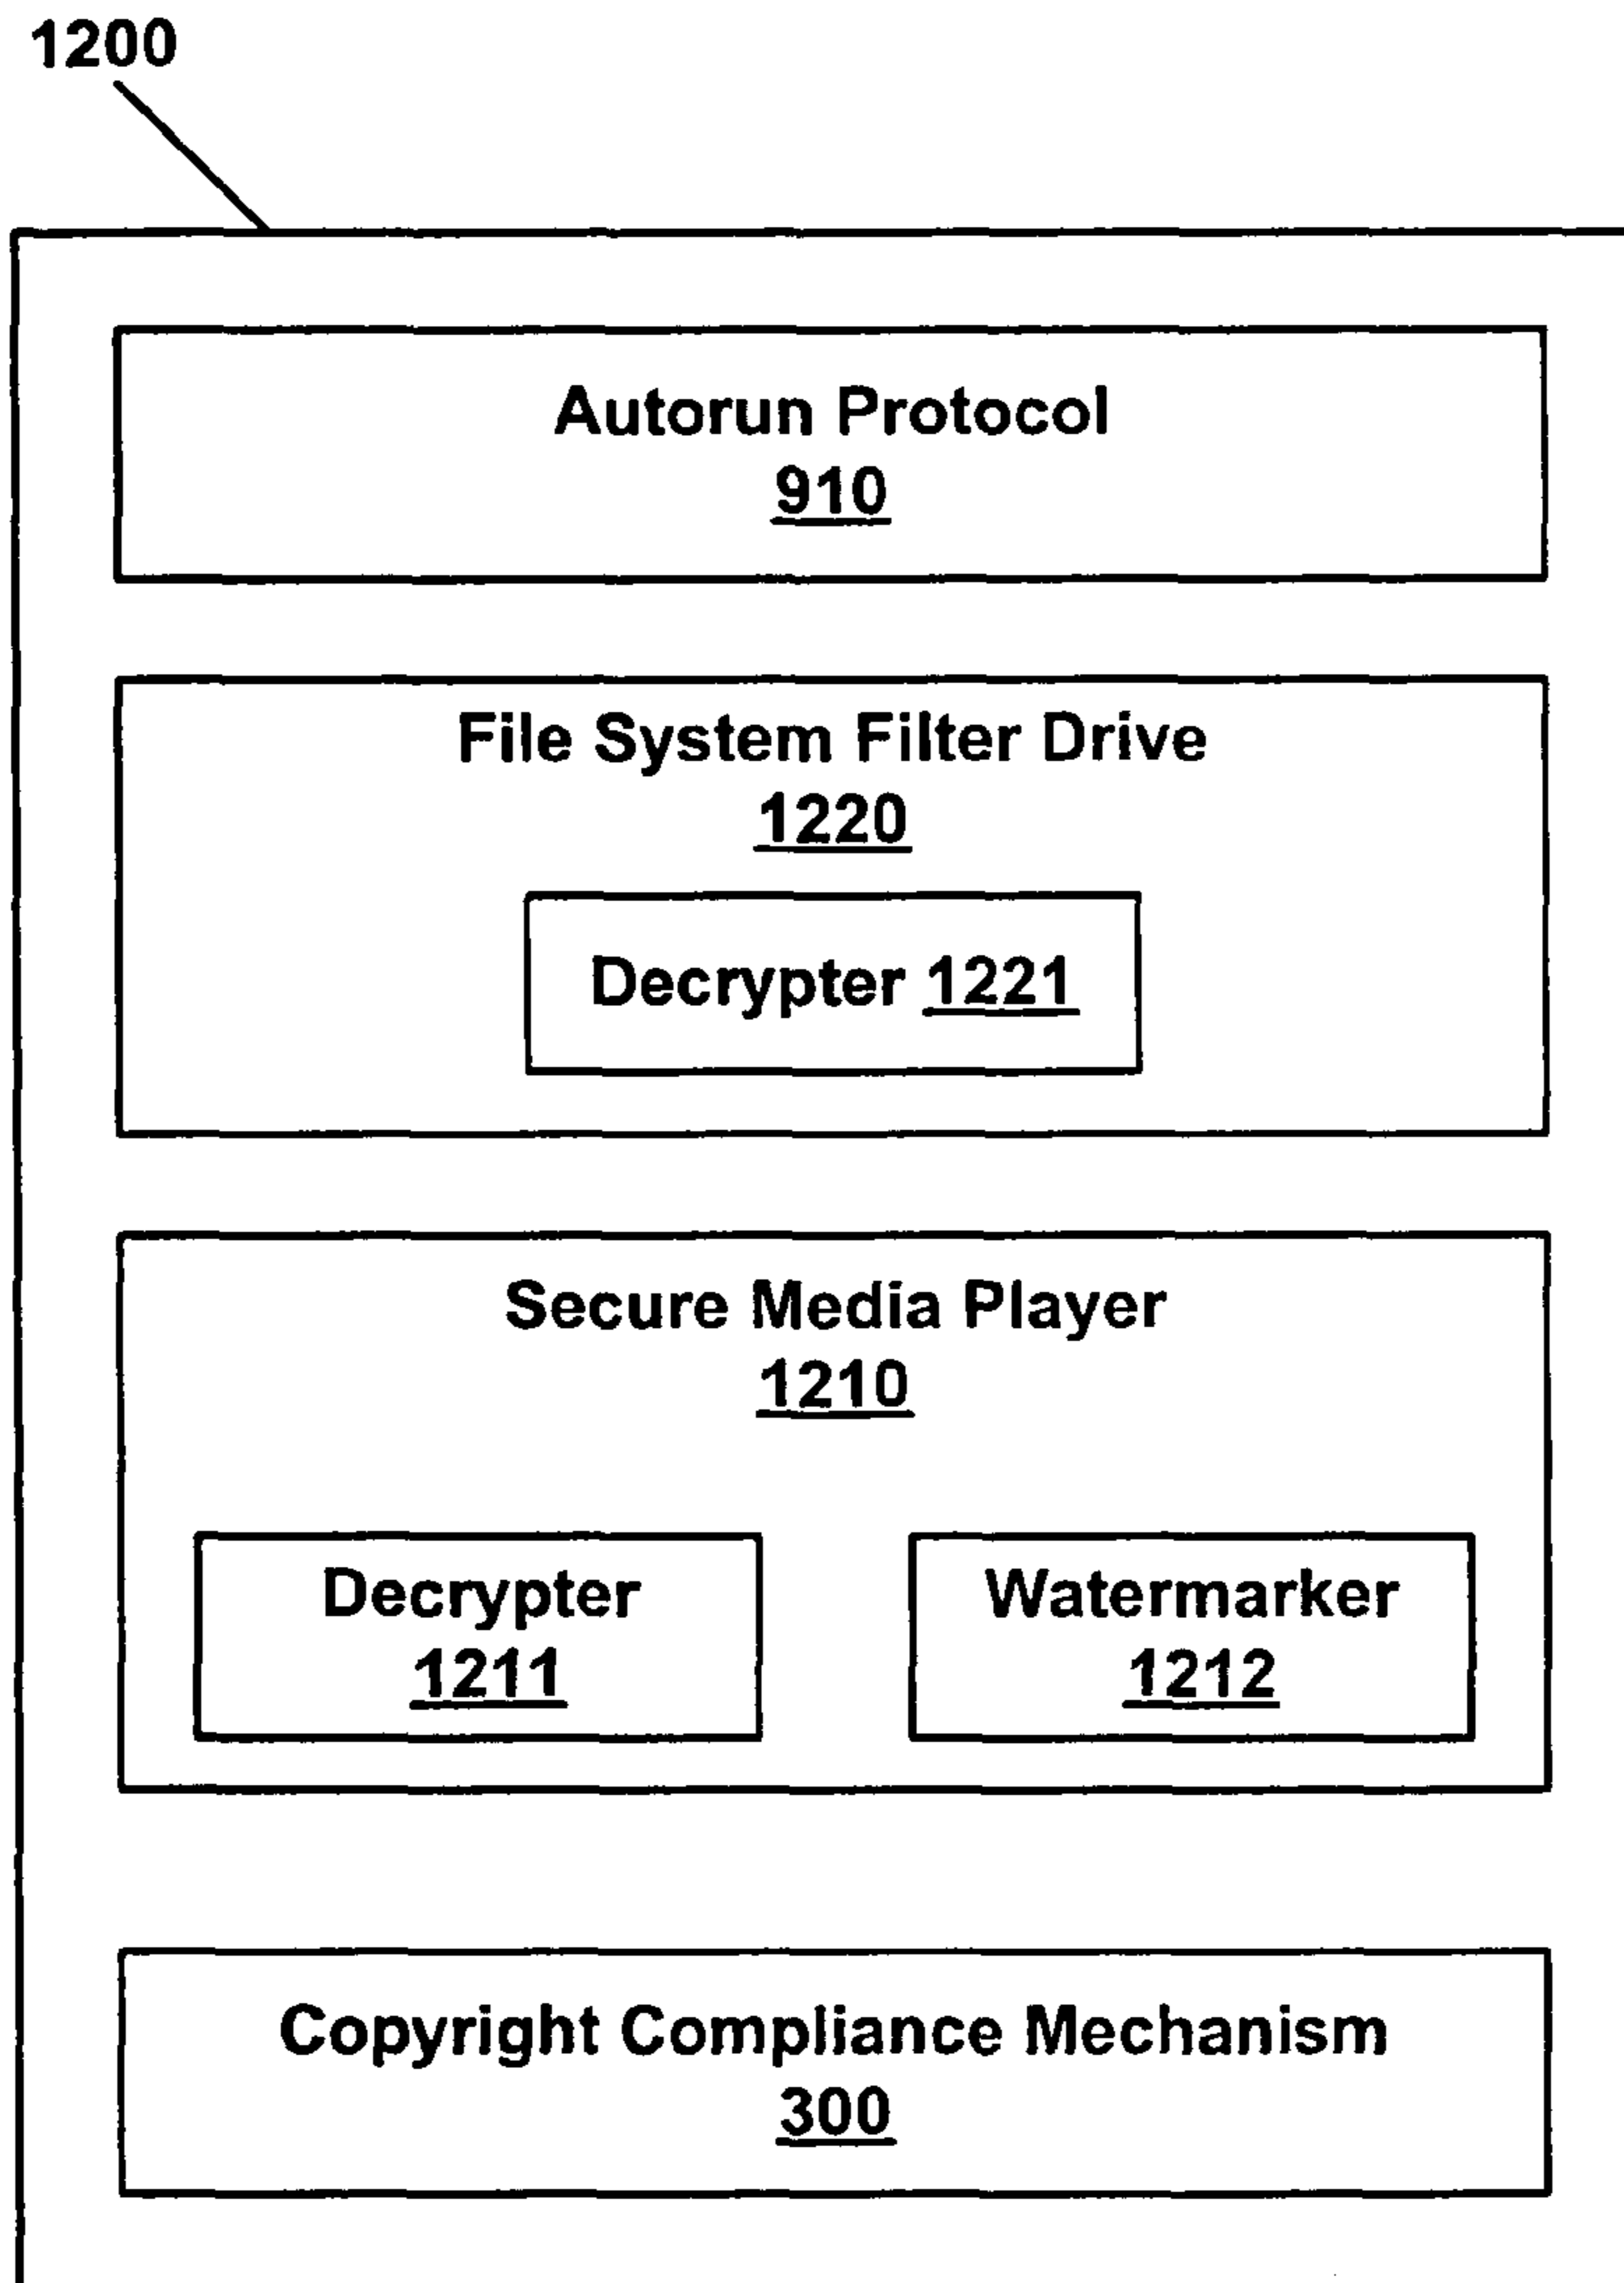 1200
Autorun Protocol
910
File System Filter Drive
1220
Decrypter 1221
Secure Media Player
1210
Decrypter
1211
Watermarker
1212
Copyright Compliance Mechanism
300